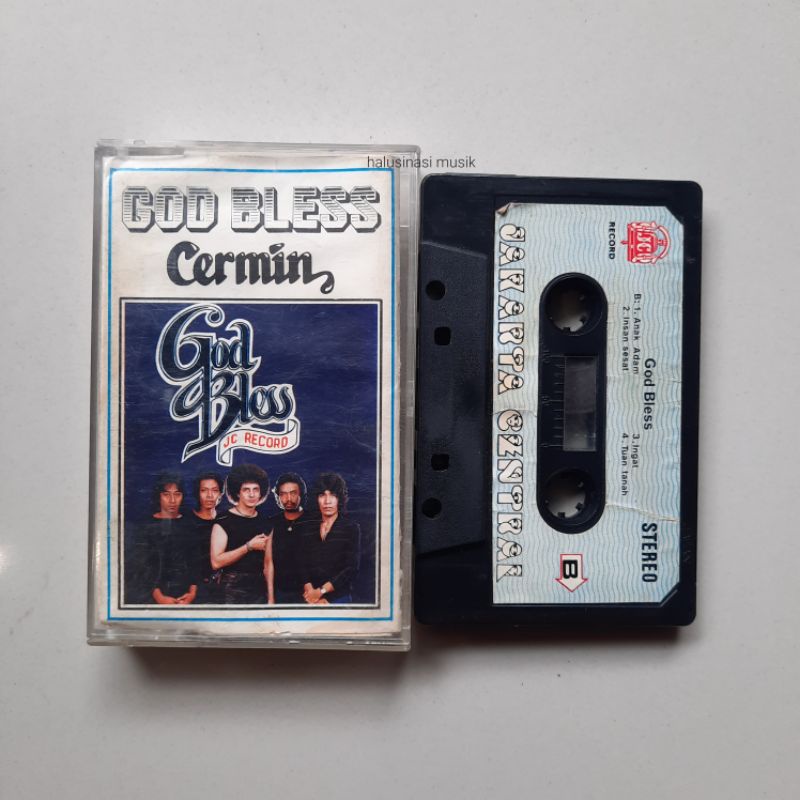 halusinasi musik
GOD BLESS
Cermin
God
Bless
JC RECORD
JC
RECORD
JAKARTA CENTRAL
B: 1. Anak Adam
2. Insan sesat
God Bless
3. Ingat
4. Tuan tanah
STEREO
B